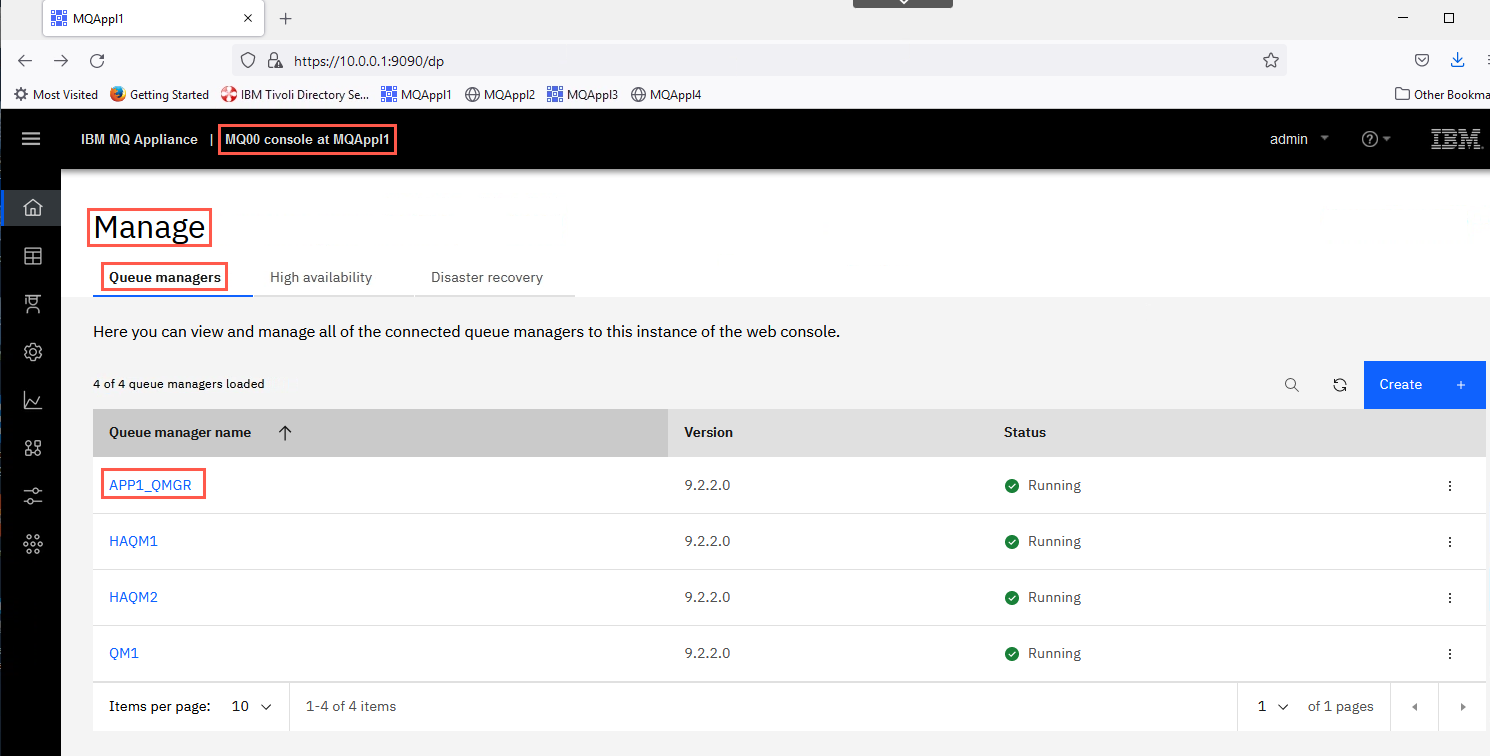 MQAppl1
https://10.0.0.1:9090/dp
Most Visited Getting Started IBM Tivoli Directory Se... MQAppl1 MQAppl2 MQAppl3 MQAppl4 Other Bookma
IBM MQ Appliance | MQ00 console at MQAppl1 admin IBM
Manage
Queue managers High availability Disaster recovery
Here you can view and manage all of the connected queue managers to this instance of the web console.
4 of 4 queue managers loaded Create +
Queue manager name Version Status
APP1_QMGR 9.2.2.0 Running
HAQM1 9.2.2.0 Running
HAQM2 9.2.2.0 Running
QM1 9.2.2.0 Running
Items per page: 10 1-4 of 4 items 1 of 1 pages